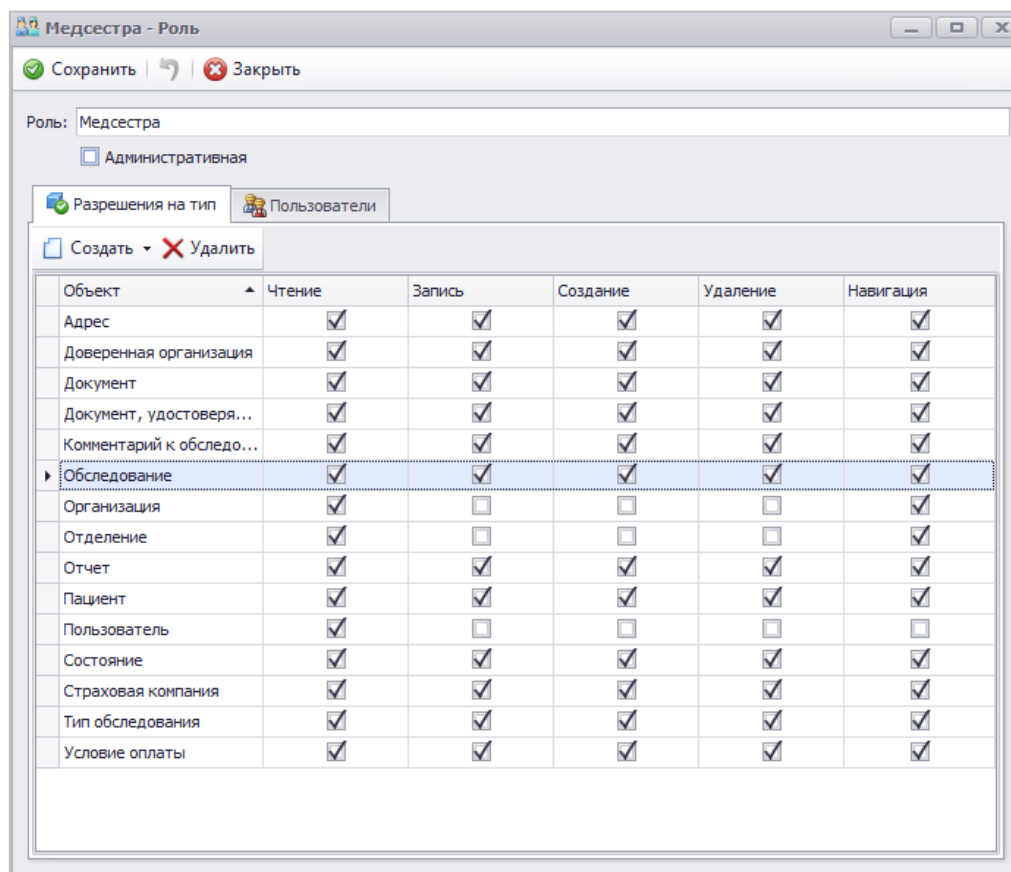 Медсестра - Роль
Сохранить Закрыть
Роль: Медсестра
Административная
Разрешения на тип Пользователи
Создать Удалить
Объект Чтение Запись Создание Удаление Навигация
Адрес
Доверенная организация
Документ
Документ, удостоверя...
Комментарий к обследо...
Обследование
Организация
Отделение
Отчет
Пациент
Пользователь
Состояние
Страховая компания
Тип обследования
Условие оплаты